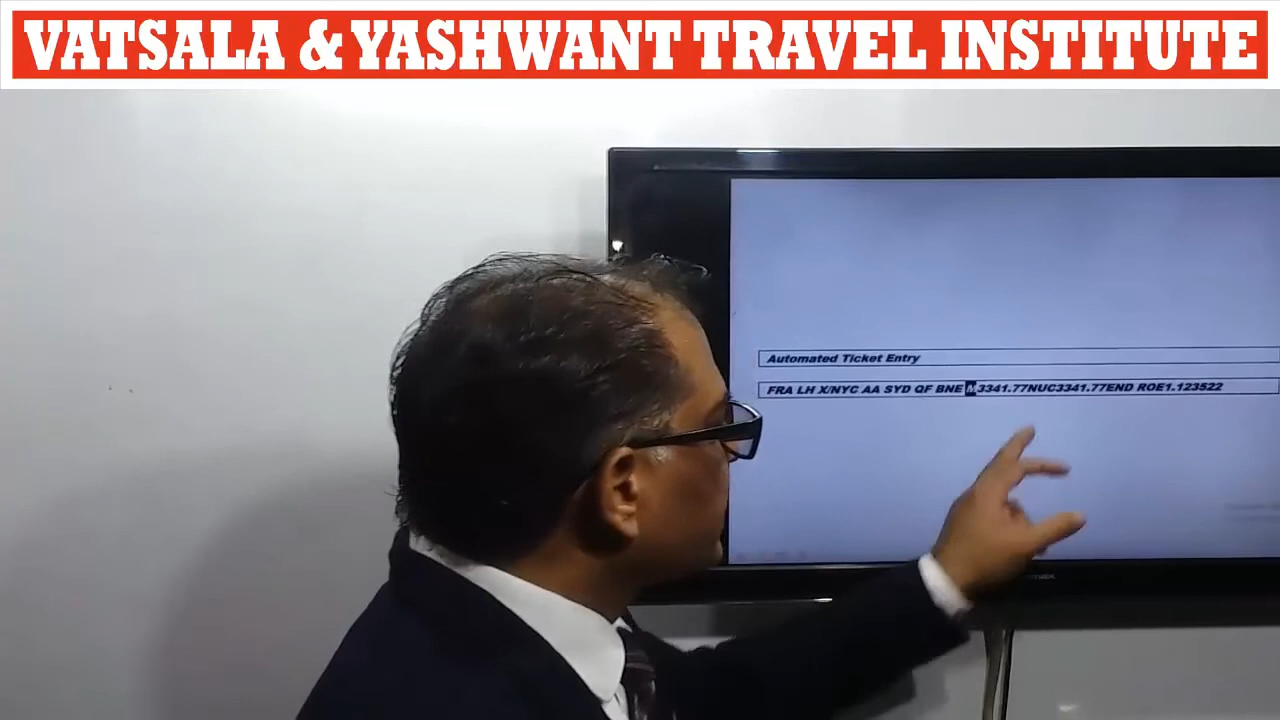 VATSALA & YASHWANT TRAVEL INSTITUTE
Automated Ticket Entry
FRA LH X/NYC AA SYD QF BNE M3341.77NUC3341.77END ROE1.123522